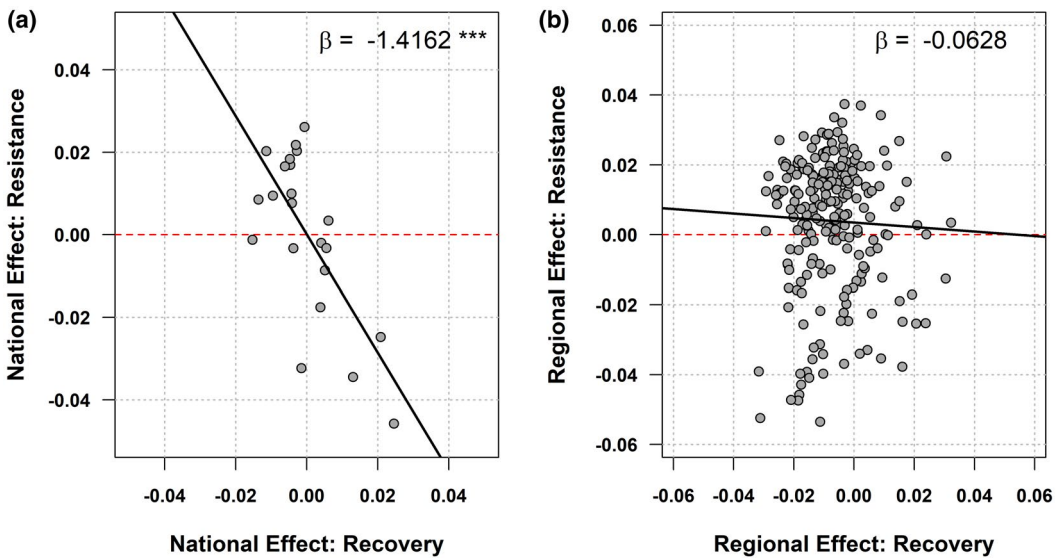 (a)
β = -1.4162 ***
National Effect: Resistance
0.04
0.02
0.00
-0.02
-0.04
-0.04 -0.02 0.00 0.02 0.04
National Effect: Recovery
(b)
β = -0.0628
Regional Effect: Resistance
0.06
0.04
0.02
0.00
-0.02
-0.04
-0.06
-0.06 -0.04 -0.02 0.00 0.02 0.04 0.06
Regional Effect: Recovery